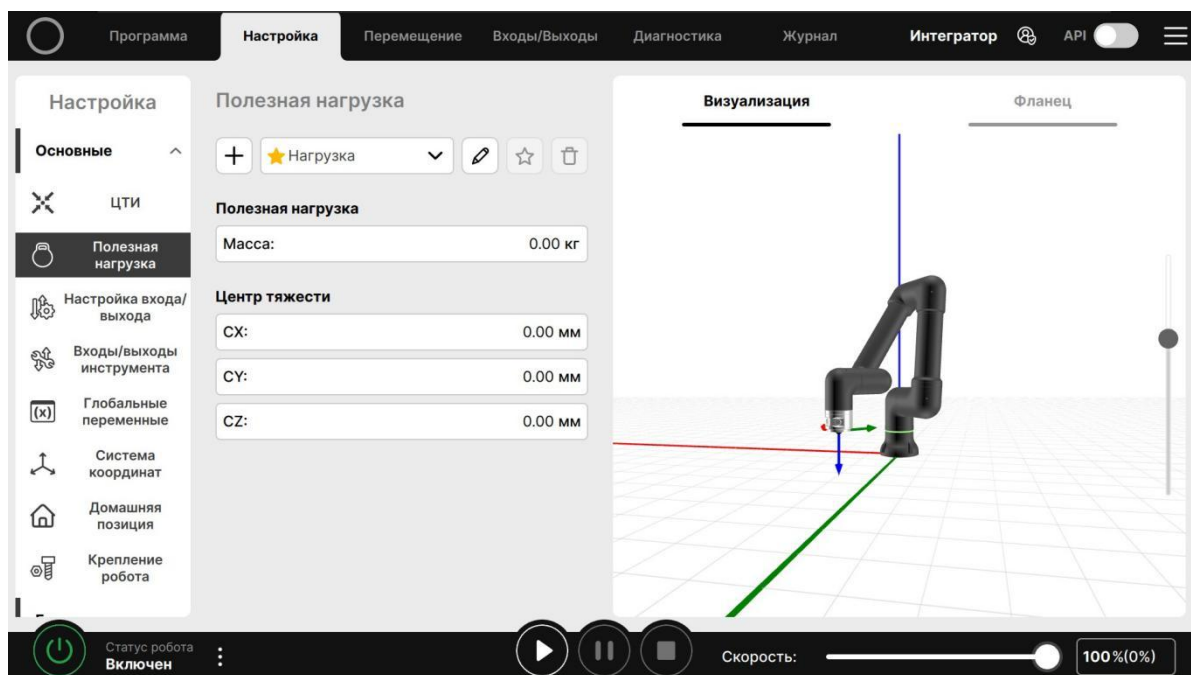 Программа
Настройка
Перемещение
Входы/Выходы
Диагностика
Журнал
Интегратор
API
Настройка
Основные
ЦТИ
Полезная
нагрузка
Настройка входа/
выхода
Входы/выходы
инструмента
(x)
Глобальные
переменные
Система
координат
Домашняя
позиция
Крепление
робота
Полезная нагрузка
Нагрузка
Полезная нагрузка
Масса: 0.00 кг
Центр тяжести
CX: 0.00 мм
CY: 0.00 мм
CZ: 0.00 мм
Визуализация
Фланец
Статус робота
Включен
Скорость:
100%(0%)